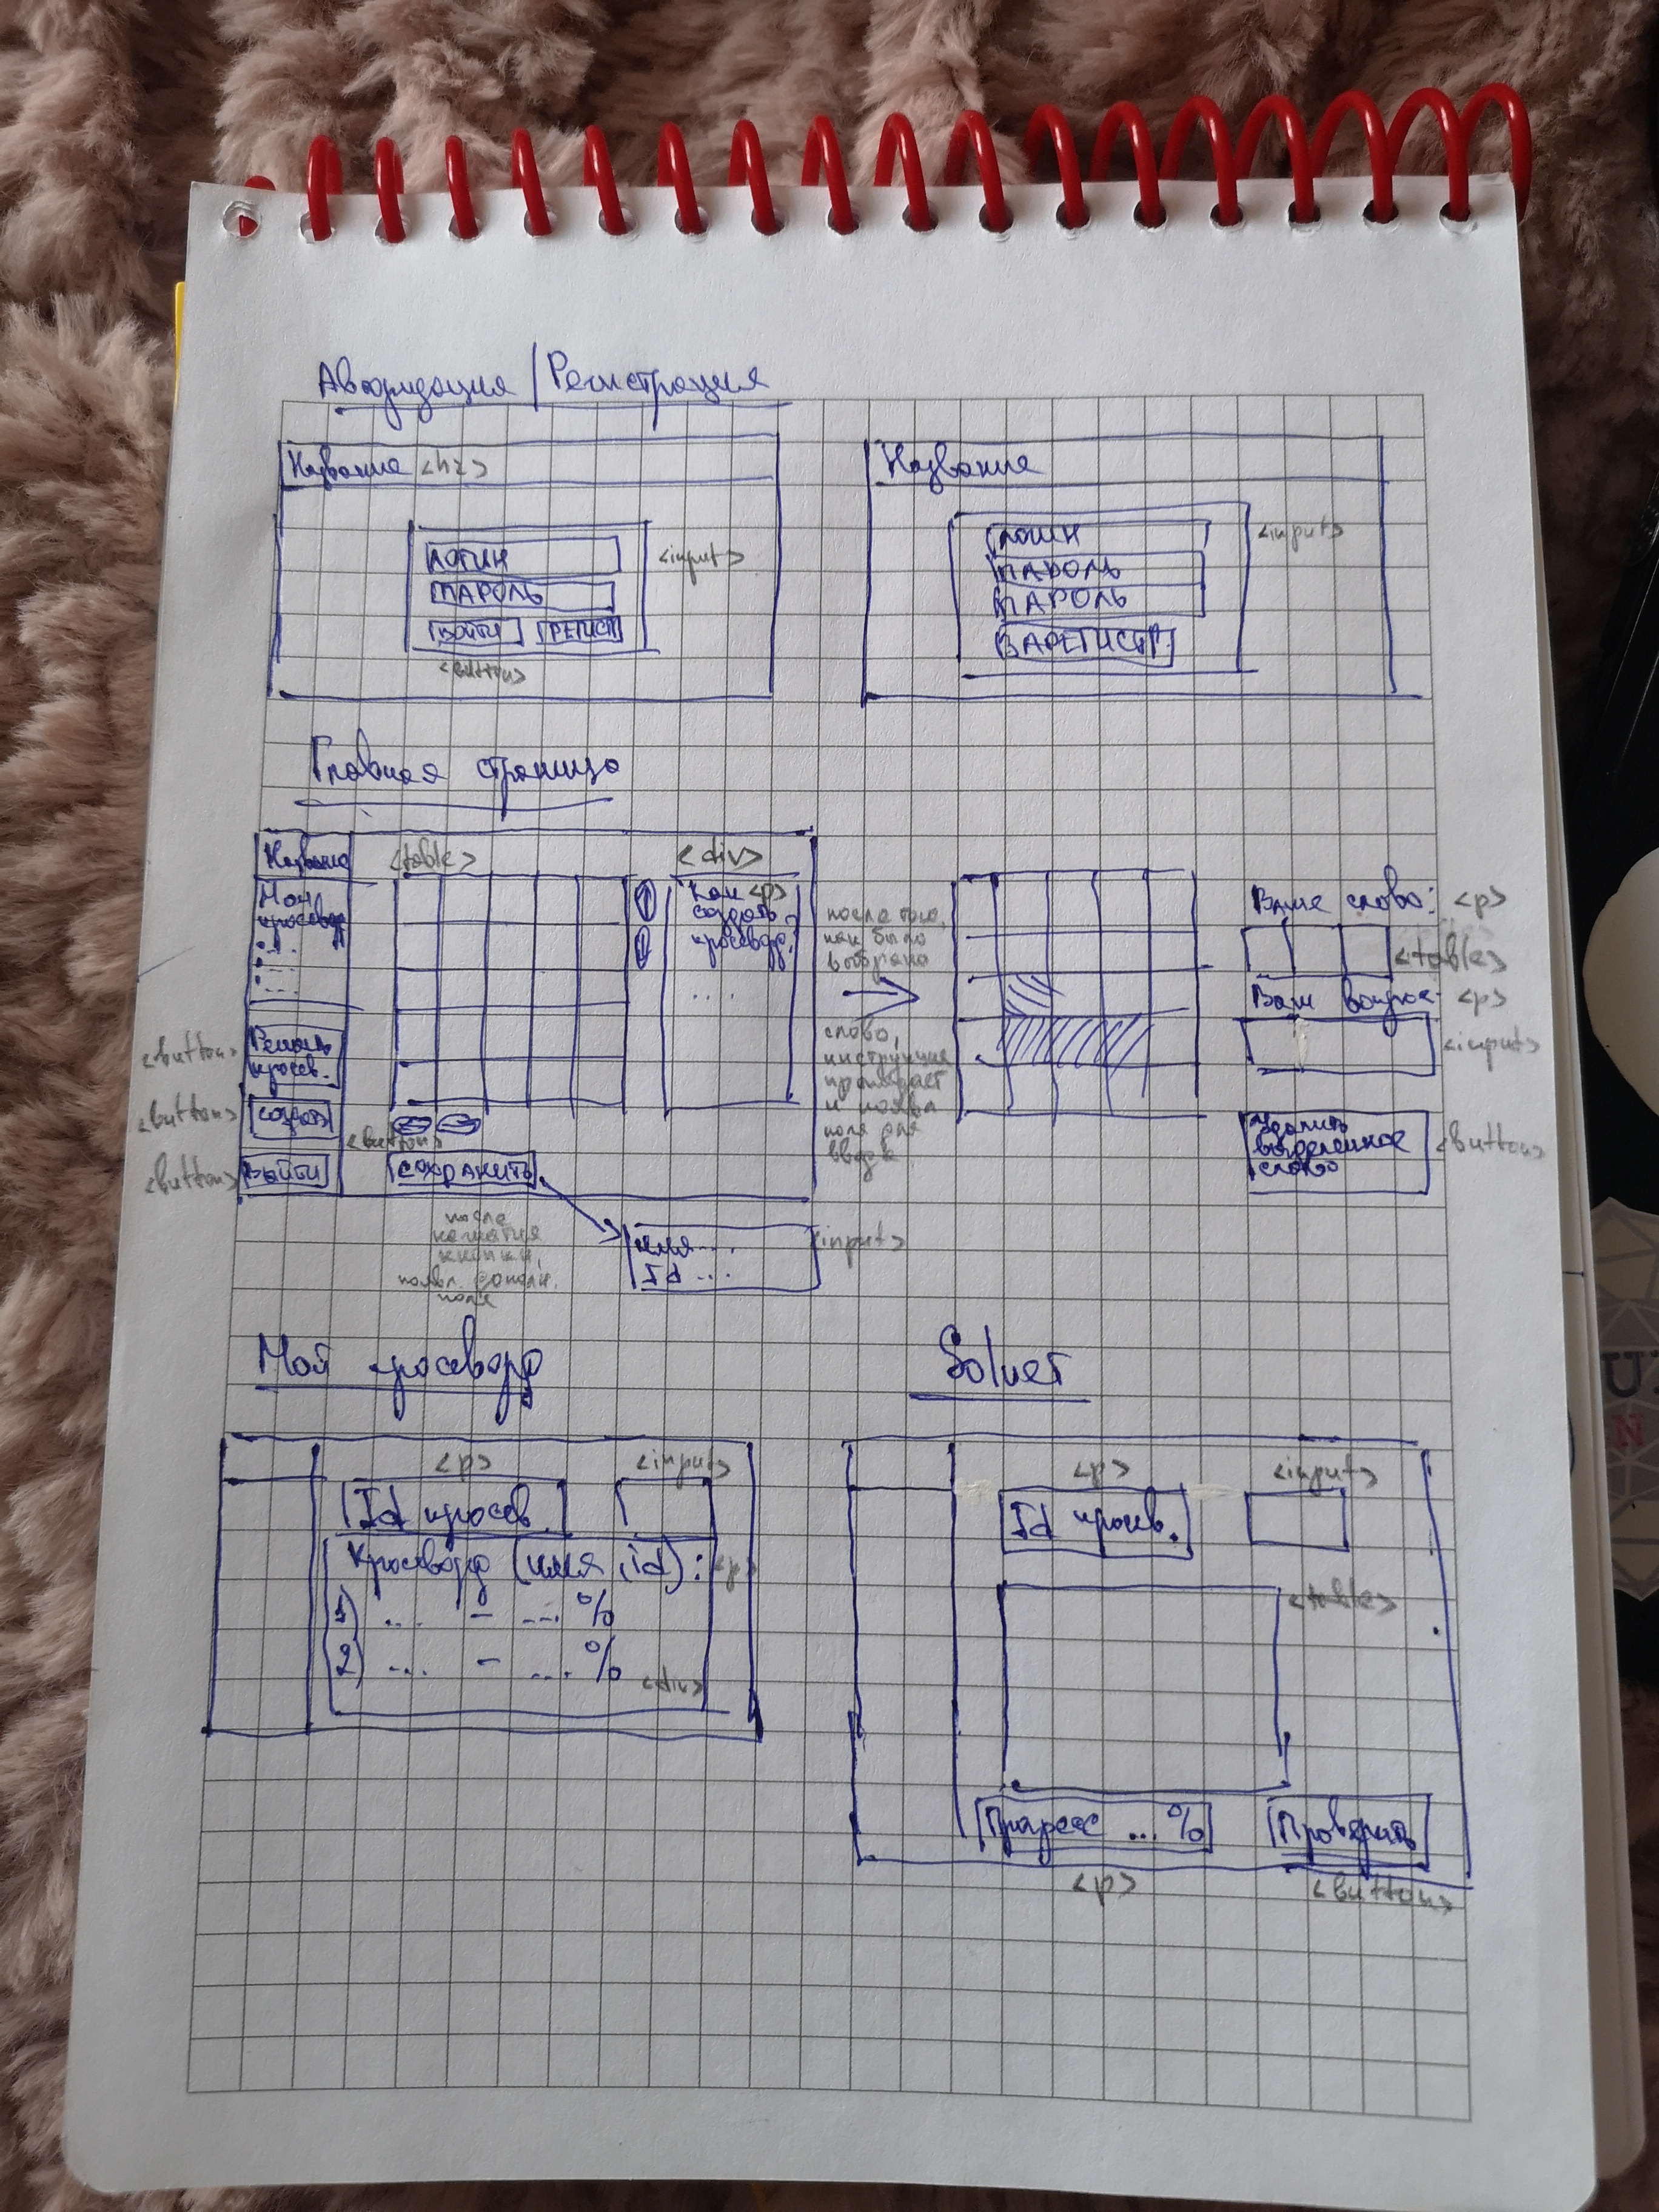 Авторизация / Регистрация
Название <h2>
Название
ЛОГИН
<input>
ПАРОЛЬ
ВОЙТИ
РЕГИСТ
<button>
ЛОГИН
<input>
ПАРОЛЬ
ПАРОЛЬ
ЗАРЕГИСТР.
Главная страница
Название
<table>
<div>
Мои
кроссворд
Как <p>
создать
кроссворд?
...
<button>
Решить
кроссв.
<button>
создать
<button>
<button>
Выйти
СОХРАНИТЬ
после того,
как было
выбрано
слово,
инструкция
пропадает
и появл
поля для
ввода
Ваше слово: <p>
<table>
Ваш вопрос: <p>
<input>
Удалить
выделенное
слово
<button>
после
нажатия
кнопки,
появл. дополн.
поля
имя...
Id ...
<input>
Мой кроссворд
<p>
<input>
Id кроссв.
Кроссворд (имя, id): <p>
1) ... - ... %
2) ... - ... %
<div>
Solver
<p>
<input>
Id кроссв.
<table>
Прогресс ... %
Проверить
<p>
<button>